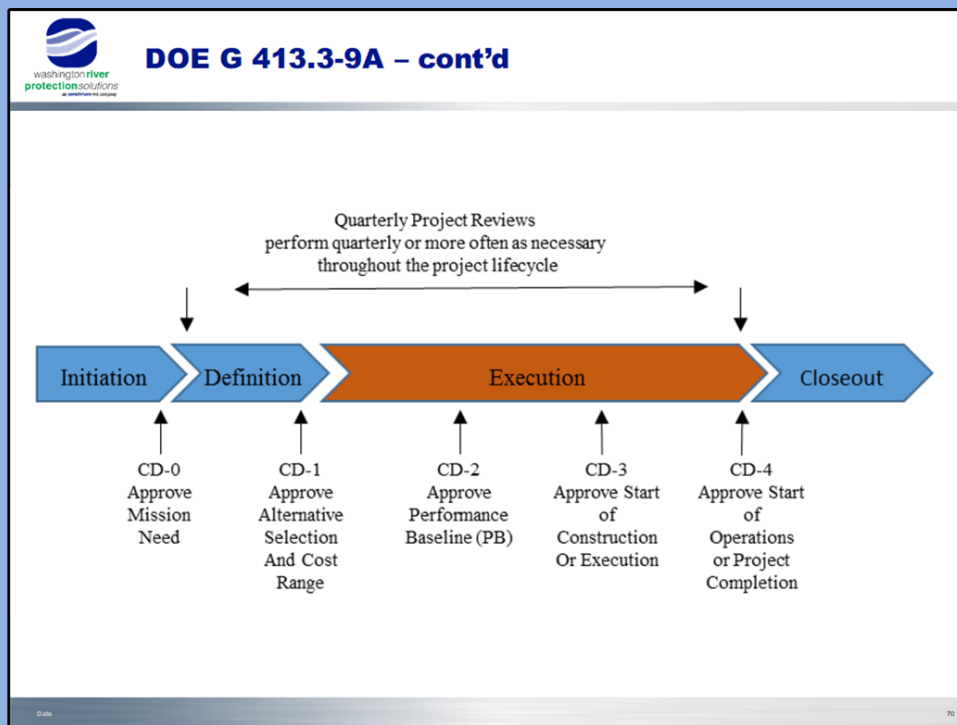 washington river
protection solutions
DOE G 413.3-9A – cont’d
Quarterly Project Reviews
perform quarterly or more often as necessary
throughout the project lifecycle
Initiation
Definition
Execution
Closeout
CD-0
Approve
Mission
Need
CD-1
Approve
Alternative
Selection
And Cost
Range
CD-2
Approve
Performance
Baseline (PB)
CD-3
Approve Start
of
Construction
Or Execution
CD-4
Approve Start
of
Operations
or Project
Completion
Date
70